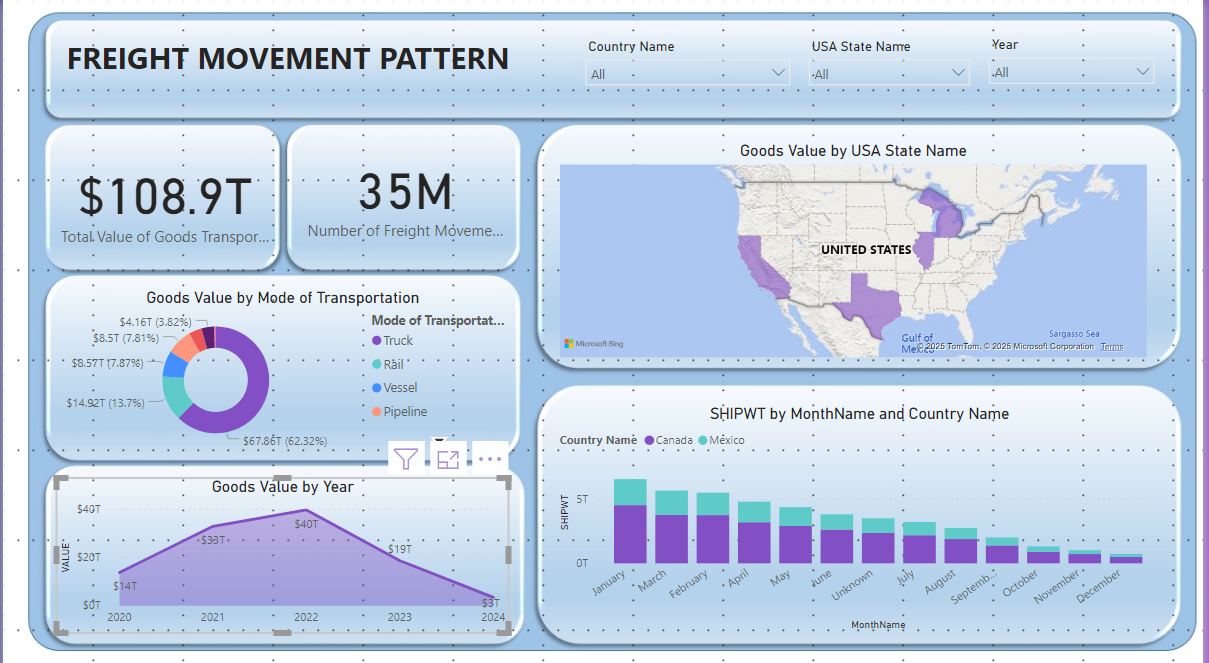 FREIGHT MOVEMENT PATTERN
Country Name
All
USA State Name
All
Year
All
$108.9T
Total Value of Goods Transpor...
35M
Number of Freight Moveme...
Goods Value by USA State Name
UNITED STATES
Gulf of
Mexico
Sargasso Sea
Microsoft Bing
© 2025 TomTom, © 2025 Microsoft Corporation Terms
Goods Value by Mode of Transportation
$4.16T (3.82%)
$8.5T (7.81%)
$8.57T (7.87%)
$14.92T (13.7%)
$67.86T (62.32%)
Mode of Transportat...
Truck
Rail
Vessel
Pipeline
Goods Value by Year
VALUE
$40T
$20T
$0T
$14T
$33T
$40T
$19T
$3T
2020 2021 2022 2023 2024
SHIPWT by MonthName and Country Name
Country Name Canada México
SHIPWT
5T
0T
January March February April May June Unknown July August Septemb... October November December
MonthName